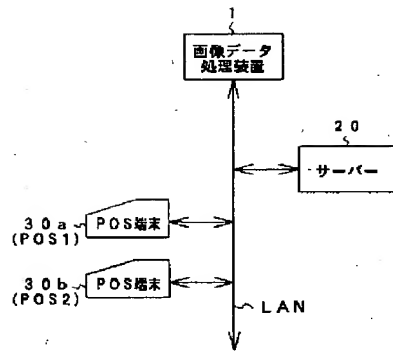 1
画像データ
処理装置
20
サーバー
30a
(POS1)
POS端末
30b
(POS2)
POS端末
LAN